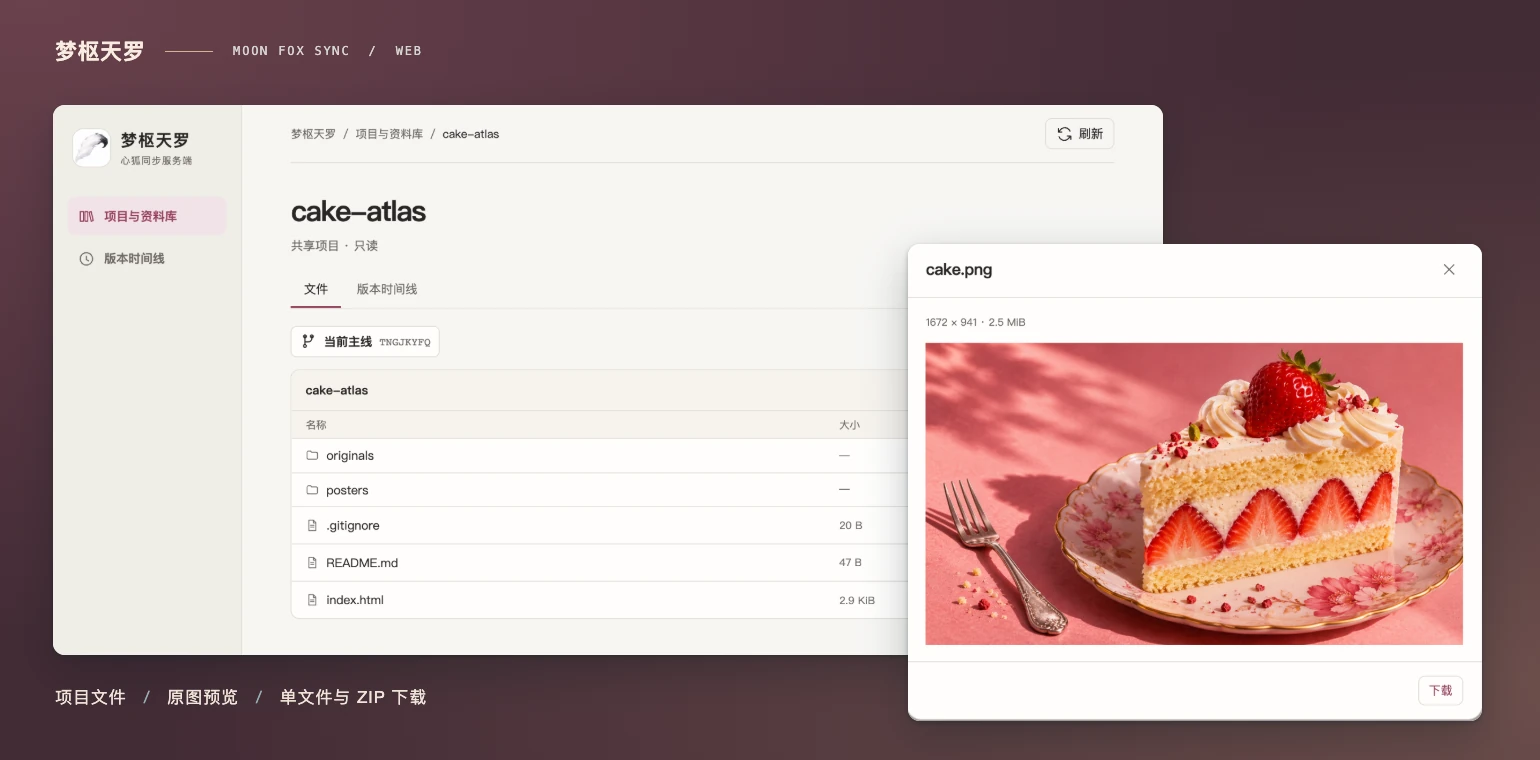 梦枢天罗 MOON FOX SYNC / WEB
梦枢天罗
心狐同步服务端
项目与资料库
版本时间线
梦枢天罗 / 项目与资料库 / cake-atlas
刷新
cake-atlas
共享项目 · 只读
文件 版本时间线
当前主线 TNGJKYFQ
cake-atlas
名称 大小
originals —
posters —
.gitignore 20 B
README.md 47 B
index.html 2.9 KiB
cake.png
1672 × 941 · 2.5 MiB
下载
项目文件 / 原图预览 / 单文件与 ZIP 下载